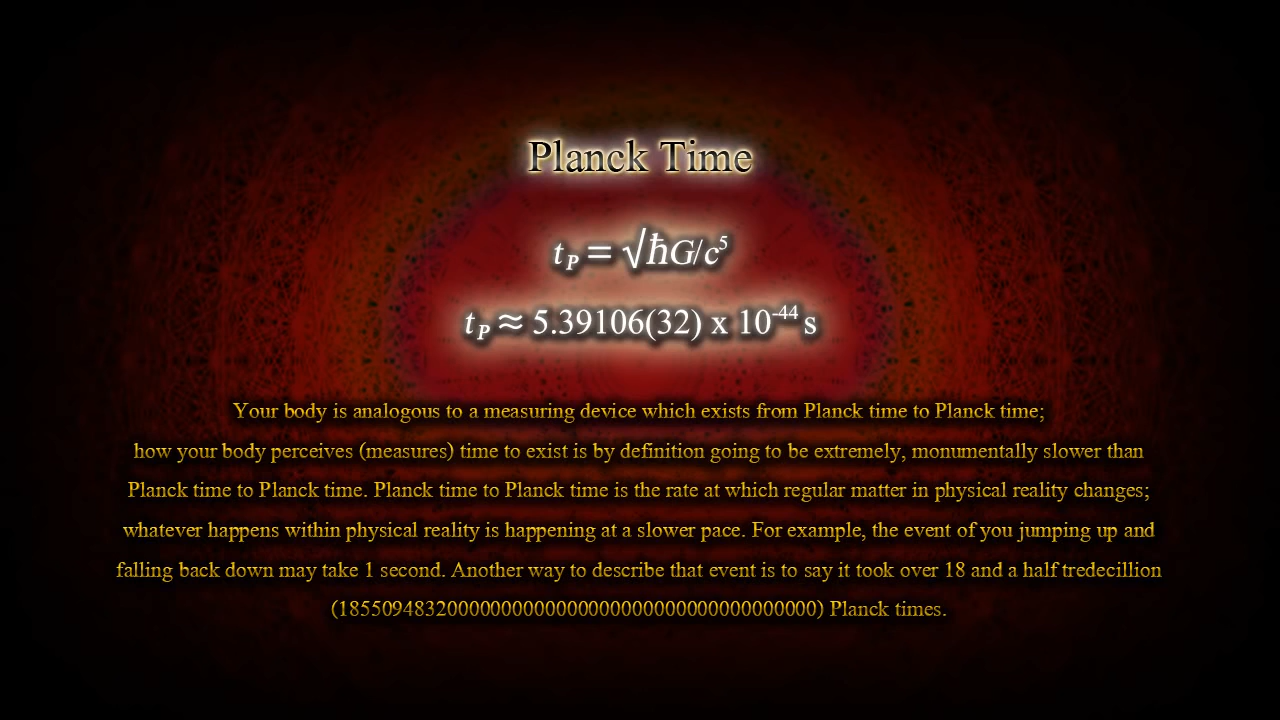 Planck Time
tP = √ħG/c⁵
tP ≈ 5.39106(32) x 10⁻⁴⁴ s
Your body is analogous to a measuring device which exists from Planck time to Planck time;
how your body perceives (measures) time to exist is by definition going to be extremely, monumentally slower than
Planck time to Planck time. Planck time to Planck time is the rate at which regular matter in physical reality changes;
whatever happens within physical reality is happening at a slower pace. For example, the event of you jumping up and
falling back down may take 1 second. Another way to describe that event is to say it took over 18 and a half tredecillion
(18550948320000000000000000000000000000000000) Planck times.